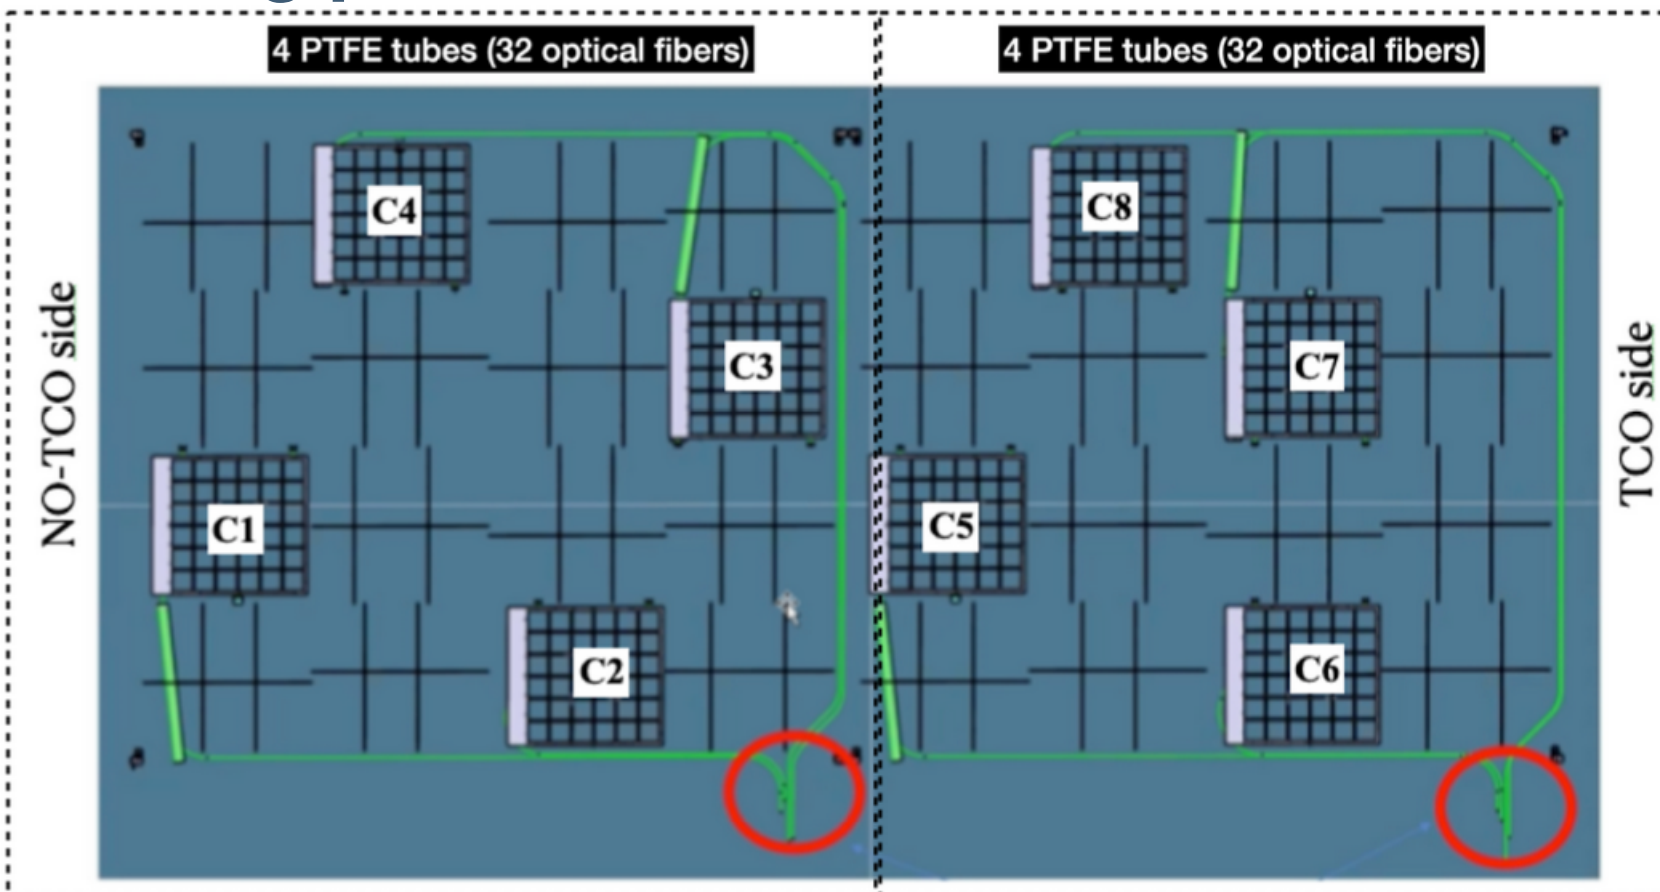 4 PTFE tubes (32 optical fibers)
4 PTFE tubes (32 optical fibers)
NO-TCO side
TCO side
C4
C8
C3
C7
C1
C5
C2
C6